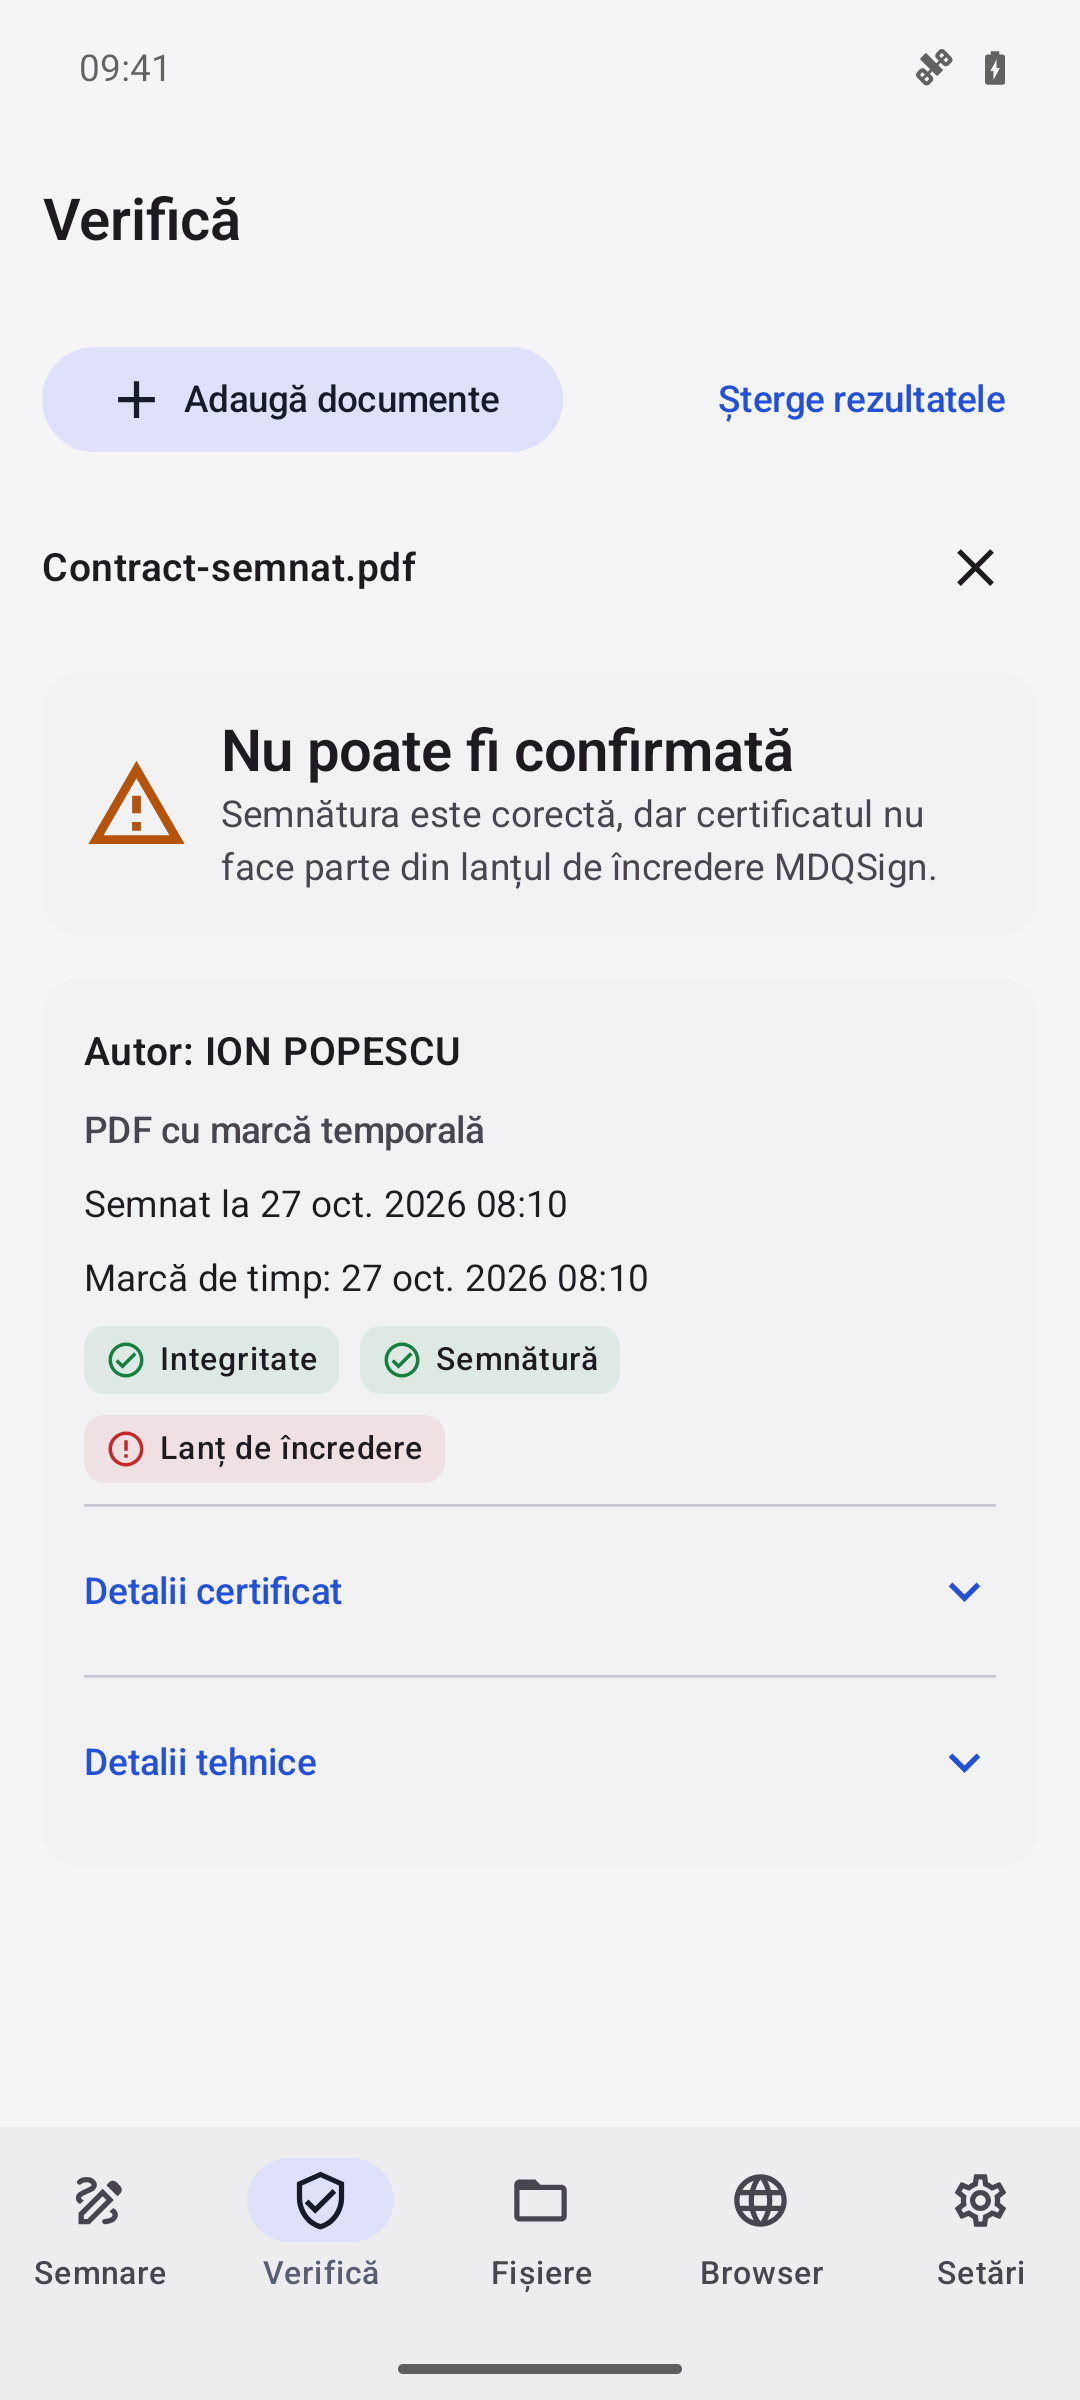 09:41
Verifică
Adaugă documente
Șterge rezultatele
Contract-semnat.pdf
Nu poate fi confirmată
Semnătura este corectă, dar certificatul nu
face parte din lanțul de încredere MDQSign.
Autor: ION POPESCU
PDF cu marcă temporală
Semnat la 27 oct. 2026 08:10
Marcă de timp: 27 oct. 2026 08:10
Integritate
Semnătură
Lanț de încredere
Detalii certificat
Detalii tehnice
Semnare
Verifică
Fișiere
Browser
Setări